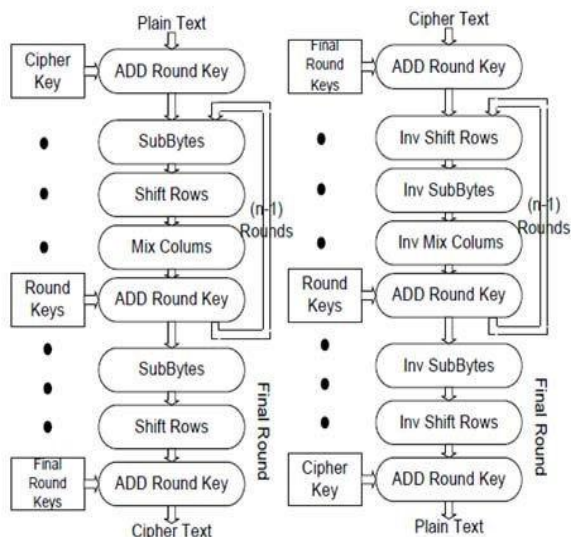 Plain Text
Cipher
Key
ADD Round Key
SubBytes
Shift Rows
Mix Colums
(n-1)
Rounds
Round
Keys
ADD Round Key
SubBytes
Shift Rows
Final Round
Final
Round
Keys
ADD Round Key
Cipher Text
Cipher Text
Final
Round
Keys
ADD Round Key
Inv Shift Rows
Inv SubBytes
Inv Mix Colums
(n-1)
Rounds
Round
Keys
ADD Round Key
Inv SubBytes
Inv Shift Rows
Final Round
Cipher
Key
ADD Round Key
Plain Text